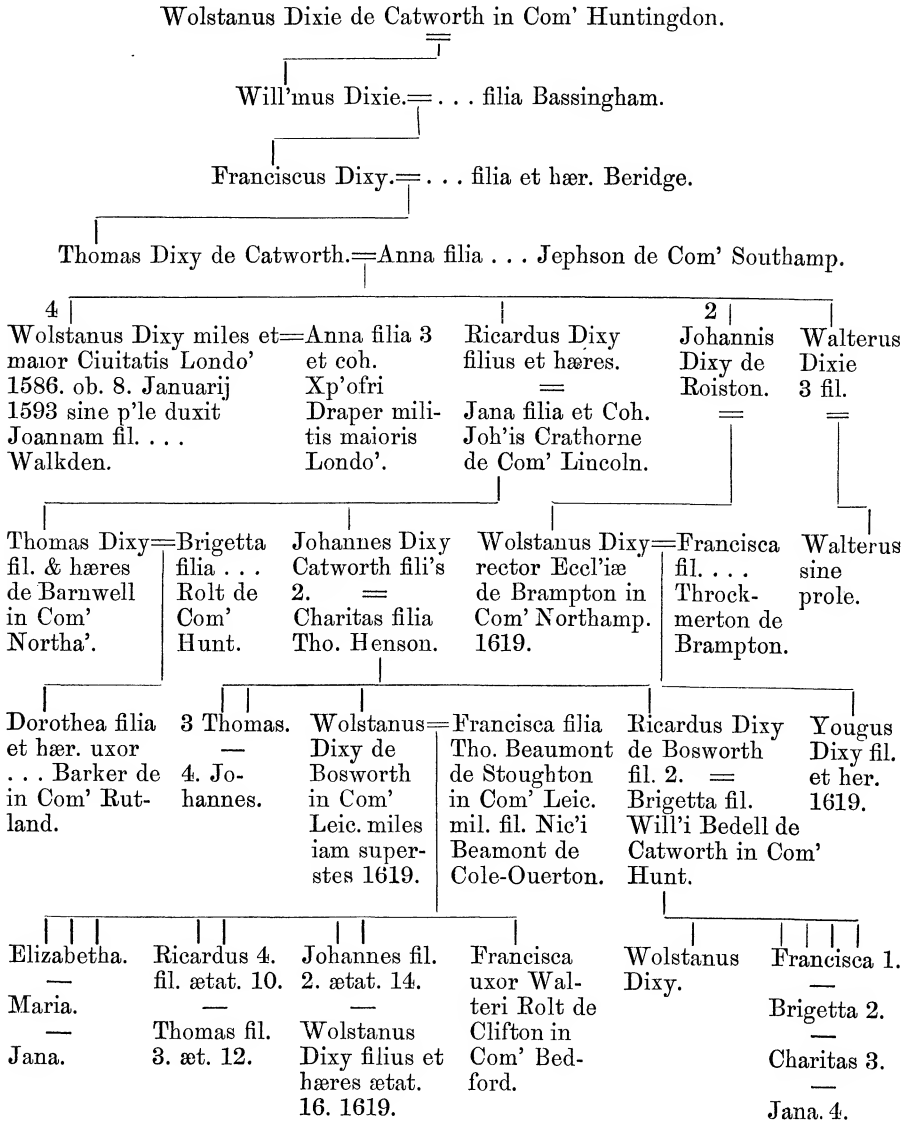 Wolstanus Dixie de Catworth in Com' Huntingdon.
Will'mus Dixie.=. . . filia Bassingham.
Franciscus Dixy.=. . . filia et hær. Beridge.
Thomas Dixy de Catworth.=Anna filia . . . Jephson de Com' Southamp.
4
Wolstanus Dixy miles et=
maior Ciuitatis Londo'
1586. ob. 8. Januarij
1593 sine p'le duxit
Joannam fil. . . .
Walkden.
Anna filia 3
et coh.
Xp'ofri
Draper mili-
tis maioris
Londo'.
Ricardus Dixy
filius et hæres.
=
Jana filia et Coh.
Joh'is Crathorne
de Com' Lincoln.
2
Johannis
Dixy de
Roiston.
=
Walterus
Dixie
3 fil.
=
Thomas Dixy=
fil. & hæres
de Barnwell
in Com'
Northa'.
Brigetta
filia . . .
Rolt de
Com'
Hunt.
Johannes Dixy
Catworth fili's
2. =
Charitas filia
Tho. Henson.
Wolstanus Dixy=
rector Eccl'iæ
de Brampton in
Com' Northamp.
1619.
Francisca
fil. . . .
Throck-
merton de
Brampton.
Walterus
sine
prole.
Dorothea filia
et hær. uxor
. . . Barker de
in Com' Rut-
land.
3 Thomas.
—
4. Jo-
hannes.
Wolstanus=
Dixy de
Bosworth
in Com'
Leic. miles
iam super-
stes 1619.
Francisca filia
Tho. Beaumont
de Stoughton
in Com' Leic.
mil. fil. Nic'i
Beamont de
Cole-Ouerton.
Ricardus Dixy
de Bosworth
fil. 2. =
Brigetta fil.
Will'i Bedell de
Catworth in Com'
Hunt.
Yougus
Dixy fil.
et her.
1619.
Elizabetha.
—
Maria.
—
Jana.
Ricardus 4.
fil. ætat. 10.
—
Thomas fil.
3. æt. 12.
Johannes fil.
2. ætat. 14.
—
Wolstanus
Dixy filius et
hæres ætat.
16. 1619.
Francisca
uxor Wal-
teri Rolt de
Clifton in
Com' Bed-
ford.
Wolstanus
Dixy.
Francisca 1.
—
Brigetta 2.
—
Charitas 3.
—
Jana. 4.